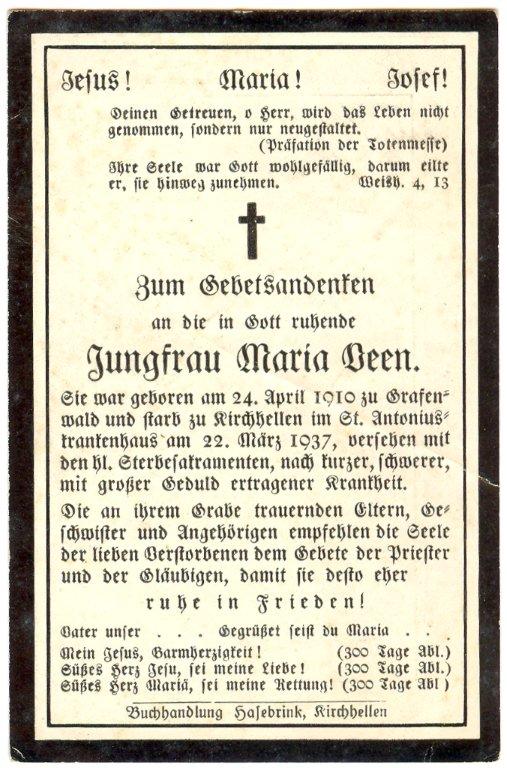 Jesus! Maria! Josef!
Deinen Getreuen, o Herr, wird das Leben nicht
genommen, sondern nur neugestaltet.
(Präfation der Totenmesse)
Ihre Seele war Gott wohlgefällig, darum eilte
er, sie hinweg zunehmen. Weish. 4, 13
Zum Gebetsandenken
an die in Gott ruhende
Jungfrau Maria Veen.
Sie war geboren am 24. April 1910 zu Grafen-
wald und starb zu Kirchhellen im St. Antonius-
krankenhaus am 22. März 1937, versehen mit
den hl. Sterbesakramenten, nach kurzer, schwerer,
mit großer Geduld ertragener Krankheit.
Die an ihrem Grabe trauernden Eltern, Ge-
schwister und Angehörigen empfehlen die Seele
der lieben Verstorbenen dem Gebete der Priester
und der Gläubigen, damit sie desto eher
ruhe in Frieden!
Vater unser . . . Gegrüßet seist du Maria . . .
Mein Jesus, Barmherzigkeit! (300 Tage Abl.)
Süßes Herz Jesu, sei meine Liebe! (300 Tage Abl.)
Süßes Herz Mariä, sei meine Rettung! (300 Tage Abl )
Buchhandlung Hasebrink, Kirchhellen